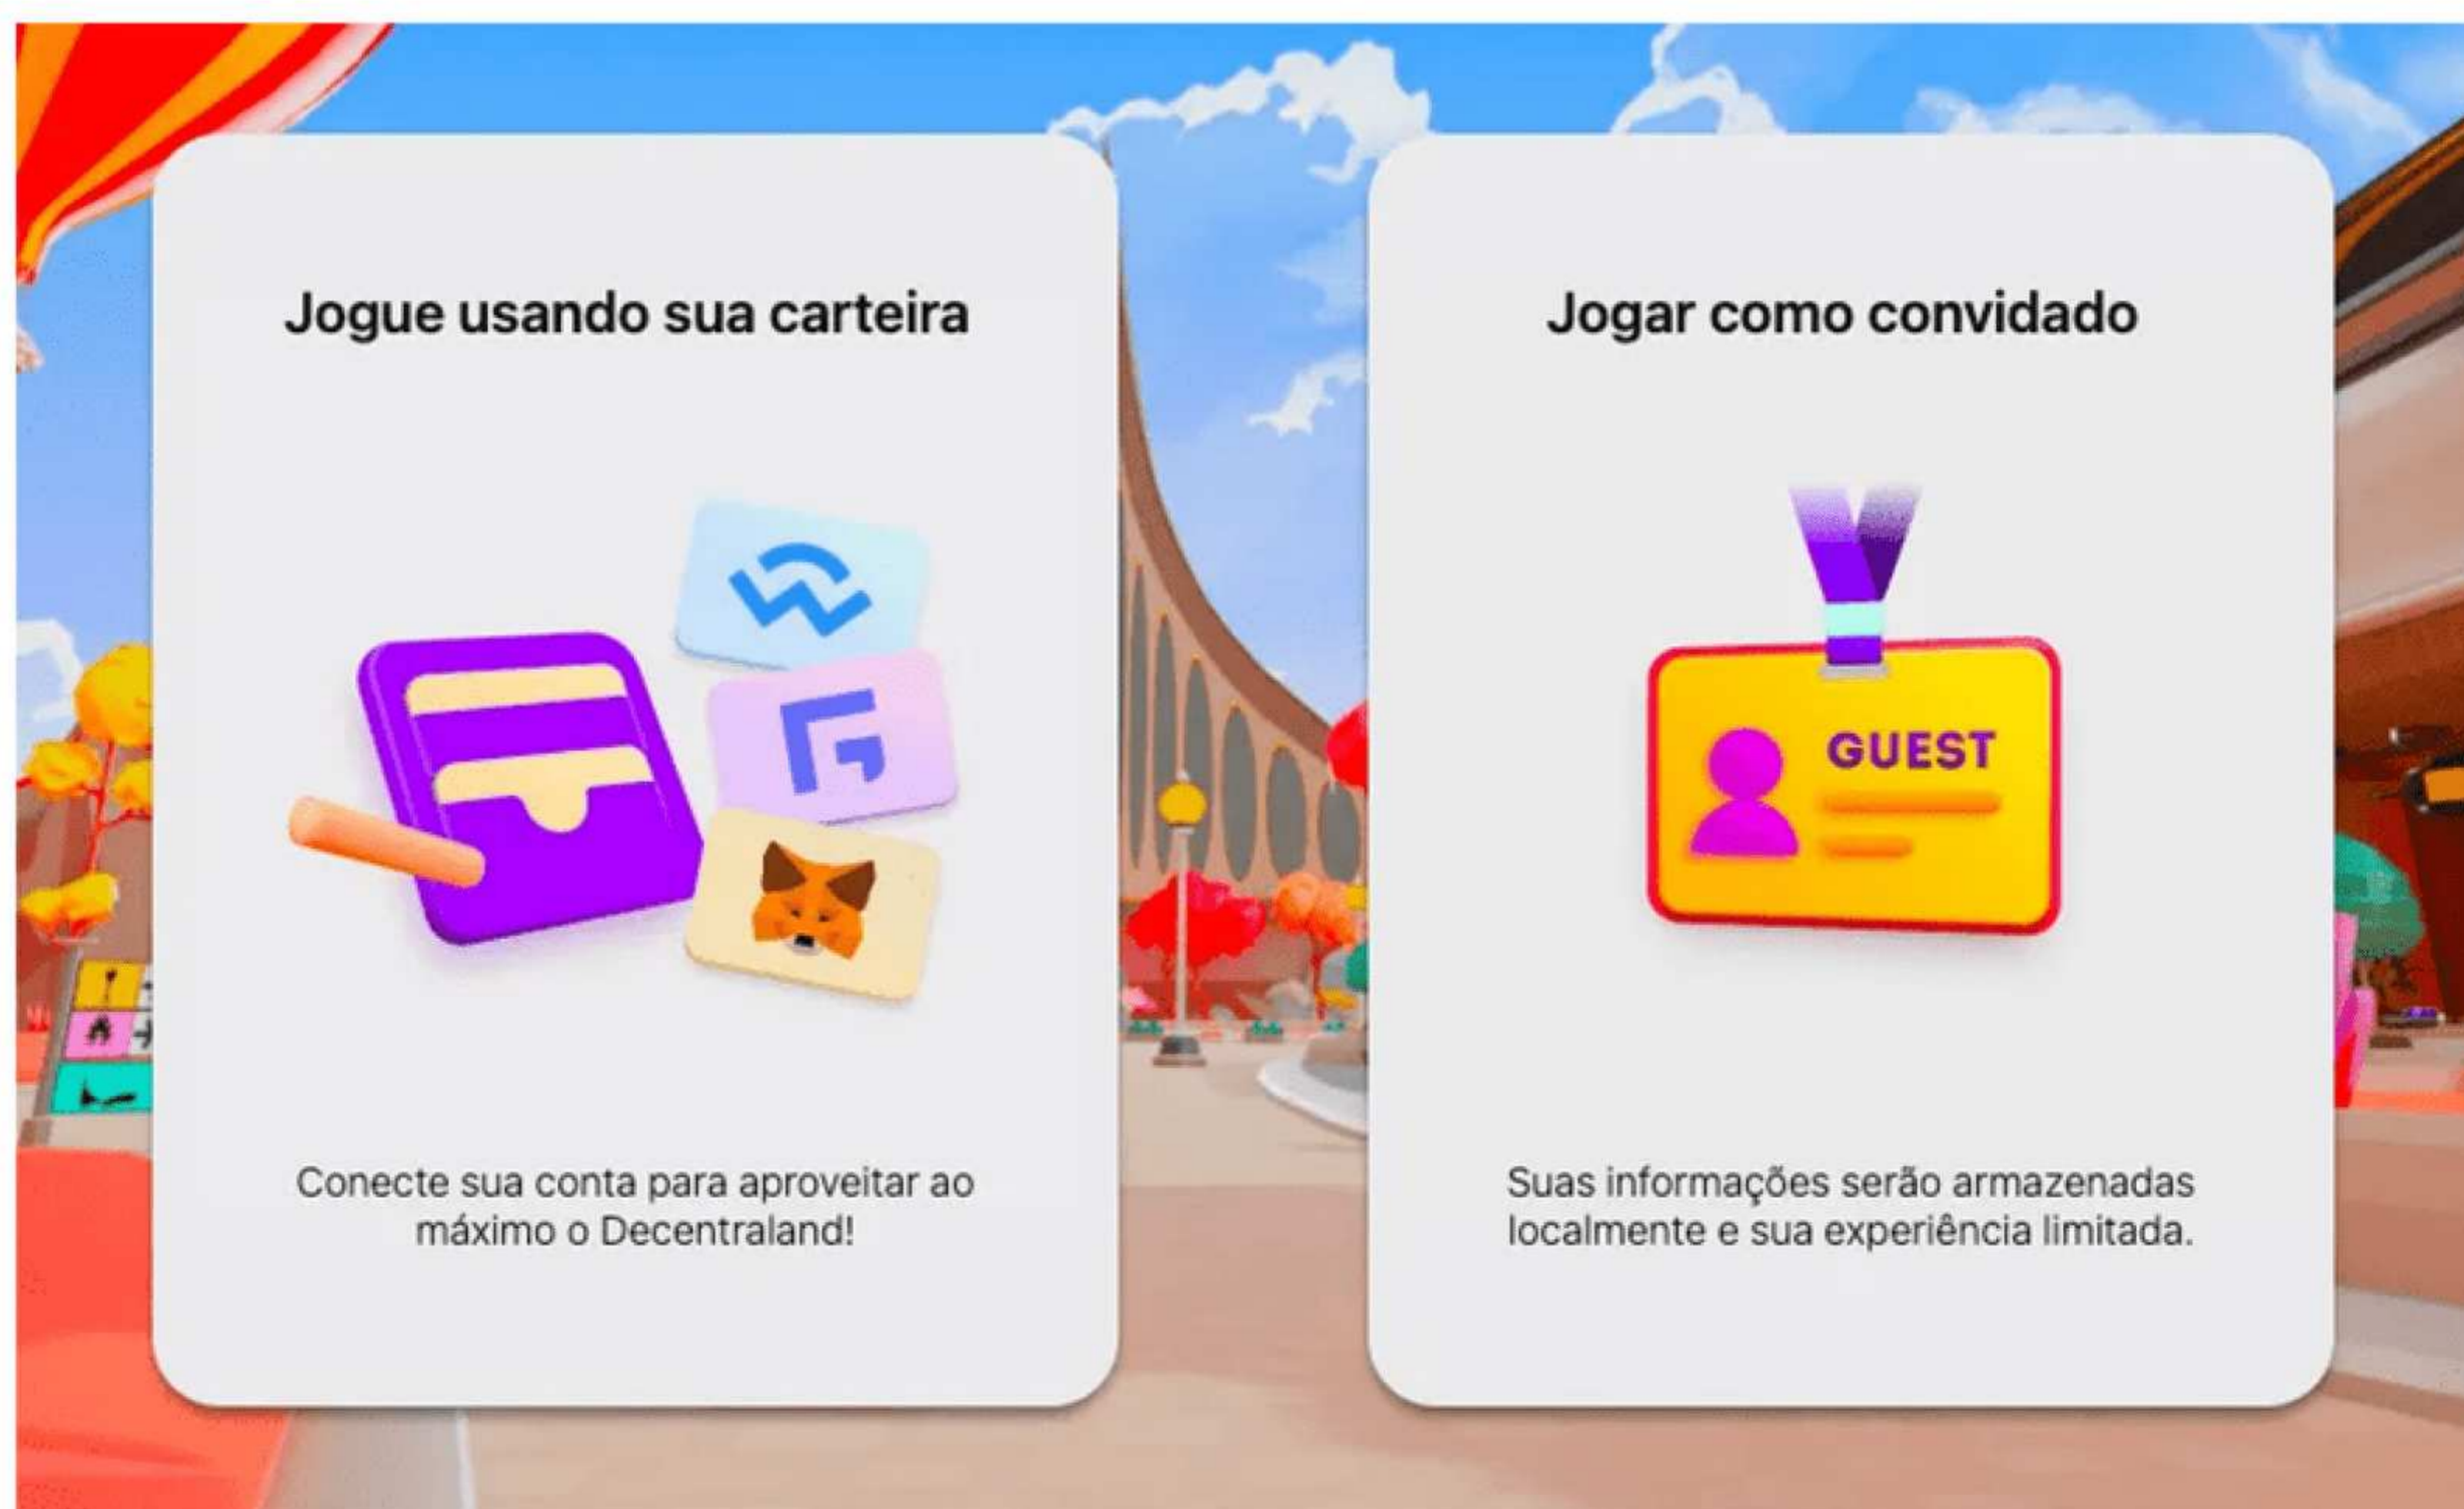 Jogue usando sua carteira
Conecte sua conta para aproveitar ao
máximo o Decentraland!
Jogar como convidado
GUEST
Suas informações serão armazenadas
localmente e sua experiência limitada.